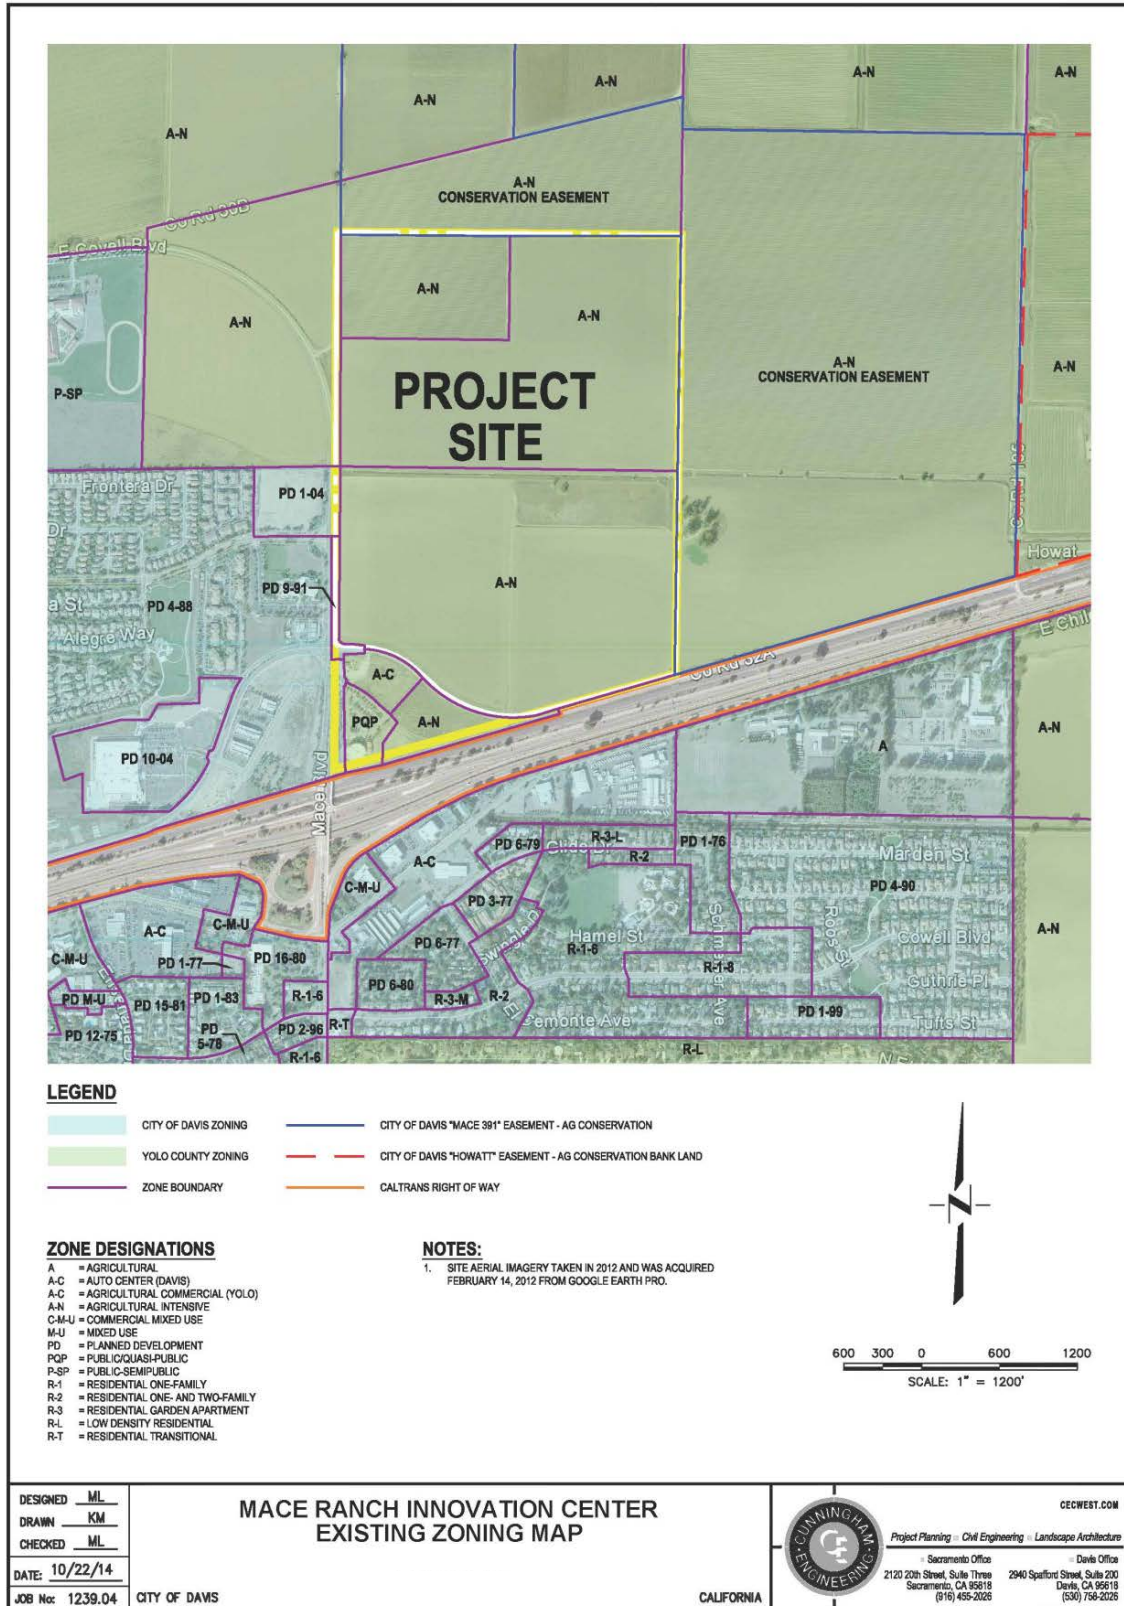 A-N
A-N
A-N
A-N
A-N
A-N
CONSERVATION EASEMENT
Co Rd 30B
E Covell Blvd
A-N
A-N
A-N
A-N
CONSERVATION EASEMENT
A-N
P-SP
PROJECT
SITE
Frontera Dr
PD 1-04
Dr
Howat
A-N
PD 9-91
a St
PD 4-88
Alegre Way
E Chil
Co Rd 32A
A-C
PQP
A-N
A-N
A
PD 10-04
Mace Blvd
PD 6-79
R-3-L
R-2
PD 1-76
Marden St
A-C
C-M-U
PD 4-90
PD 3-77
C-M-U
A-C
PD 6-77
Hamel St
R-1-6
Cowell Blvd
A-N
C-M-U
PD 1-77
PD 16-80
R-1-8
Guthrie Pl
PD M-U
PD 15-81
PD 1-83
R-1-6
PD 6-80
R-3-M
R-2
PD 1-99
PD 12-75
PD
5-78
PD 2-96
R-T
Tufts St
R-1-6
R-L
LEGEND
CITY OF DAVIS ZONING
CITY OF DAVIS "MACE 391" EASEMENT - AG CONSERVATION
YOLO COUNTY ZONING
CITY OF DAVIS "HOWATT" EASEMENT - AG CONSERVATION BANK LAND
ZONE BOUNDARY
CALTRANS RIGHT OF WAY
ZONE DESIGNATIONS
A = AGRICULTURAL
A-C = AUTO CENTER (DAVIS)
A-C = AGRICULTURAL COMMERCIAL (YOLO)
A-N = AGRICULTURAL INTENSIVE
C-M-U = COMMERCIAL MIXED USE
M-U = MIXED USE
PD = PLANNED DEVELOPMENT
PQP = PUBLIC/QUASI-PUBLIC
P-SP = PUBLIC-SEMIPUBLIC
R-1 = RESIDENTIAL ONE-FAMILY
R-2 = RESIDENTIAL ONE- AND TWO-FAMILY
R-3 = RESIDENTIAL GARDEN APARTMENT
R-L = LOW DENSITY RESIDENTIAL
R-T = RESIDENTIAL TRANSITIONAL
NOTES:
1. SITE AERIAL IMAGERY TAKEN IN 2012 AND WAS ACQUIRED
FEBRUARY 14, 2012 FROM GOOGLE EARTH PRO.
N
600 300 0 600 1200
SCALE: 1" = 1200'
DESIGNED ML
DRAWN KM
CHECKED ML
DATE: 10/22/14
JOB No: 1239.04
MACE RANCH INNOVATION CENTER
EXISTING ZONING MAP
CITY OF DAVIS
CALIFORNIA
CUNNINGHAM
CE
ENGINEERING
CECWEST.COM
Project Planning Civil Engineering Landscape Architecture
Sacramento Office
2120 20th Street, Suite Three
Sacramento, CA 95818
(916) 455-2026
Davis Office
2940 Spafford Street, Suite 200
Davis, CA 95618
(530) 758-2026